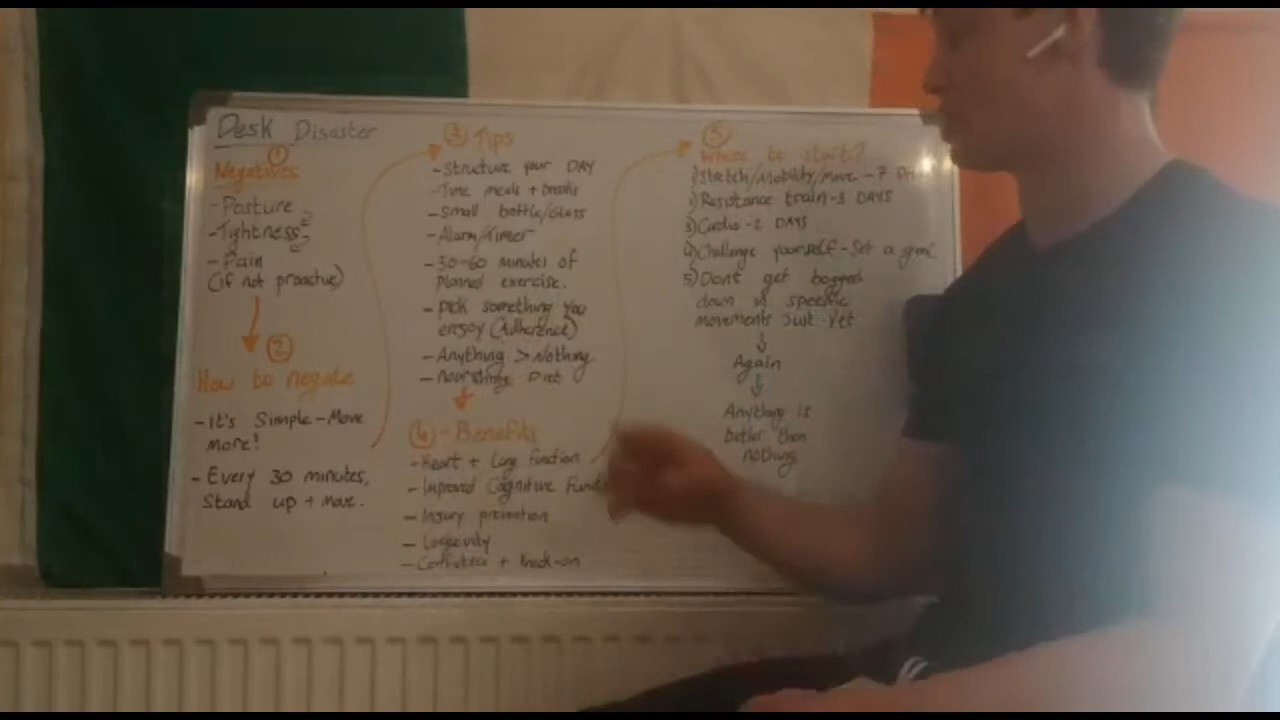 Desk Disaster
①
Negatives
- Posture
- Tightness
- Pain
(if not proactive)
②
How to negate
- It's Simple - Move
more!
- Every 30 minutes,
Stand up + move.
③ Tips
- Structure your DAY
- Time meals + breaks
- Small bottle/Glass
- Alarm/Timer
- 30-60 minutes of
planned exercise.
- Pick something you
enjoy (Adherence)
- Anything > Nothing
- nourishing Diet
④ - Benefits
- Heart + Lung function
- Improved Cognitive
- Injury prevention
- Longevity
+ Knock-on
⑤
Where to start?
1) Stretch/Mobility/Move - 7
2) Resistance train - 3 DAYS
3) Cardio - 2 DAYS
4) Challenge yourself - Set a goal
5) Dont get bogged
down in specific
movements Just Yet
Again
Anything is
better than
nothing